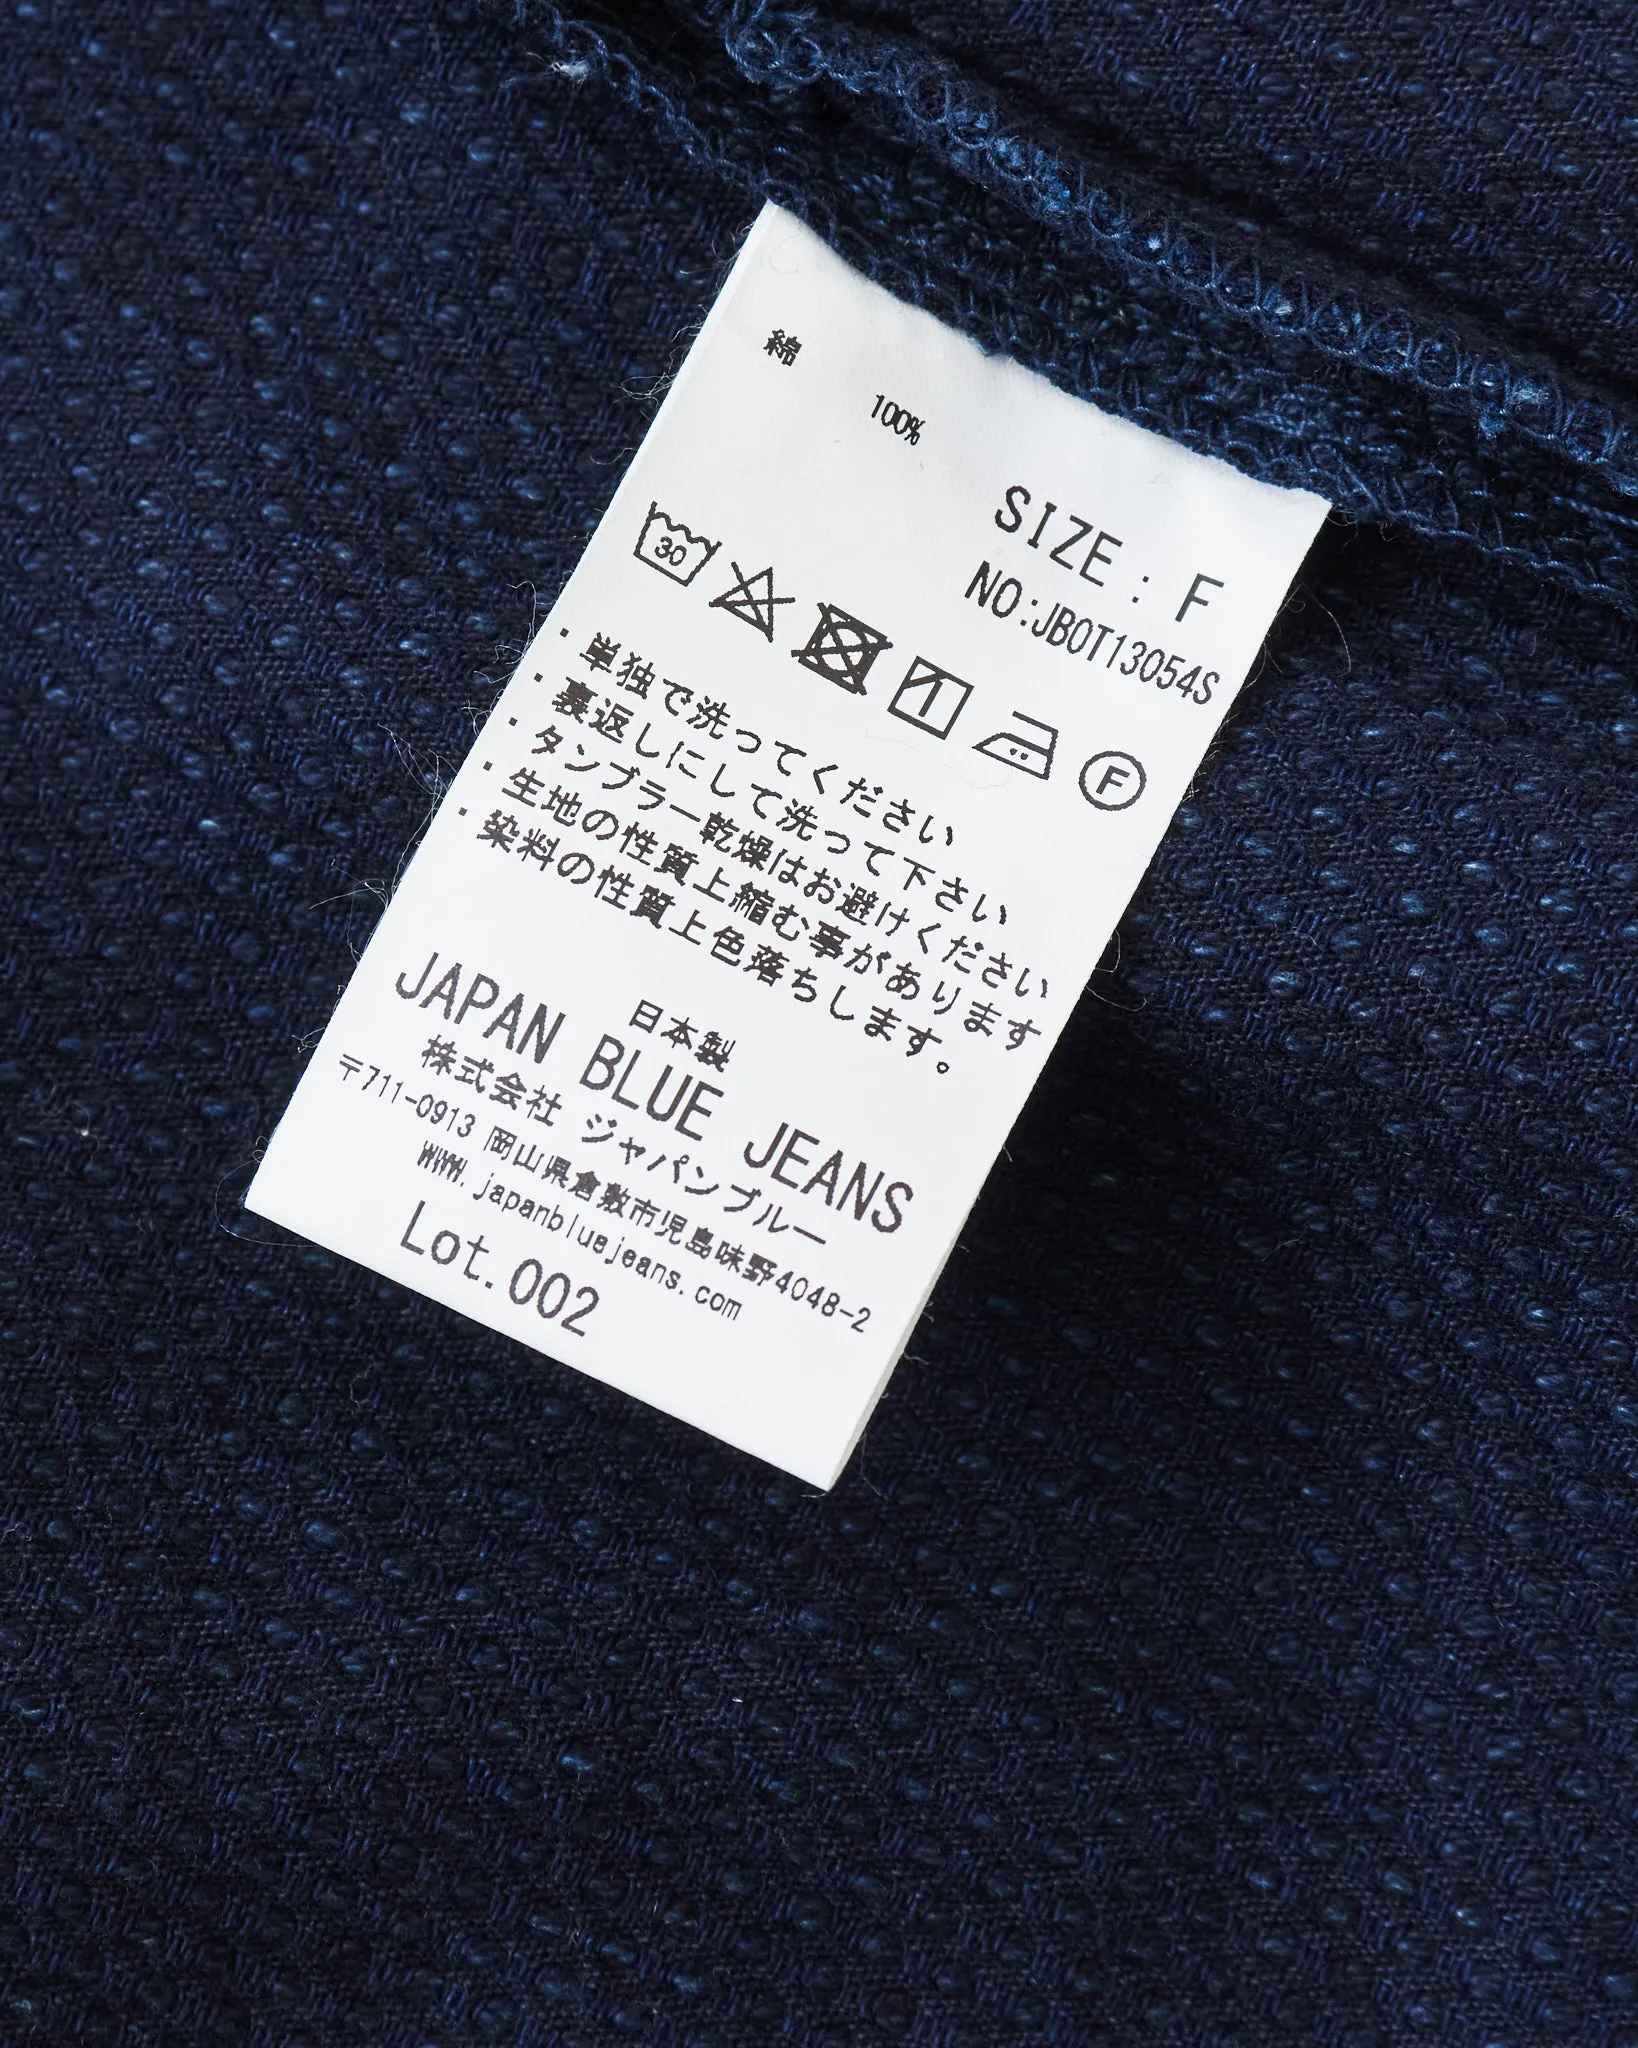 綿 100%
SIZE : F
NO:JBOT13054S
30
F
・単独で洗ってください
・裏返しにして洗って下さい
・タンブラー乾燥はお避けください
・生地の性質上縮む事があります
・染料の性質上色落ちします。
日本製
JAPAN BLUE JEANS
株式会社 ジャパンブルー
〒711-0913 岡山県倉敷市児島味野4048-2
www.japanbluejeans.com
Lot.002